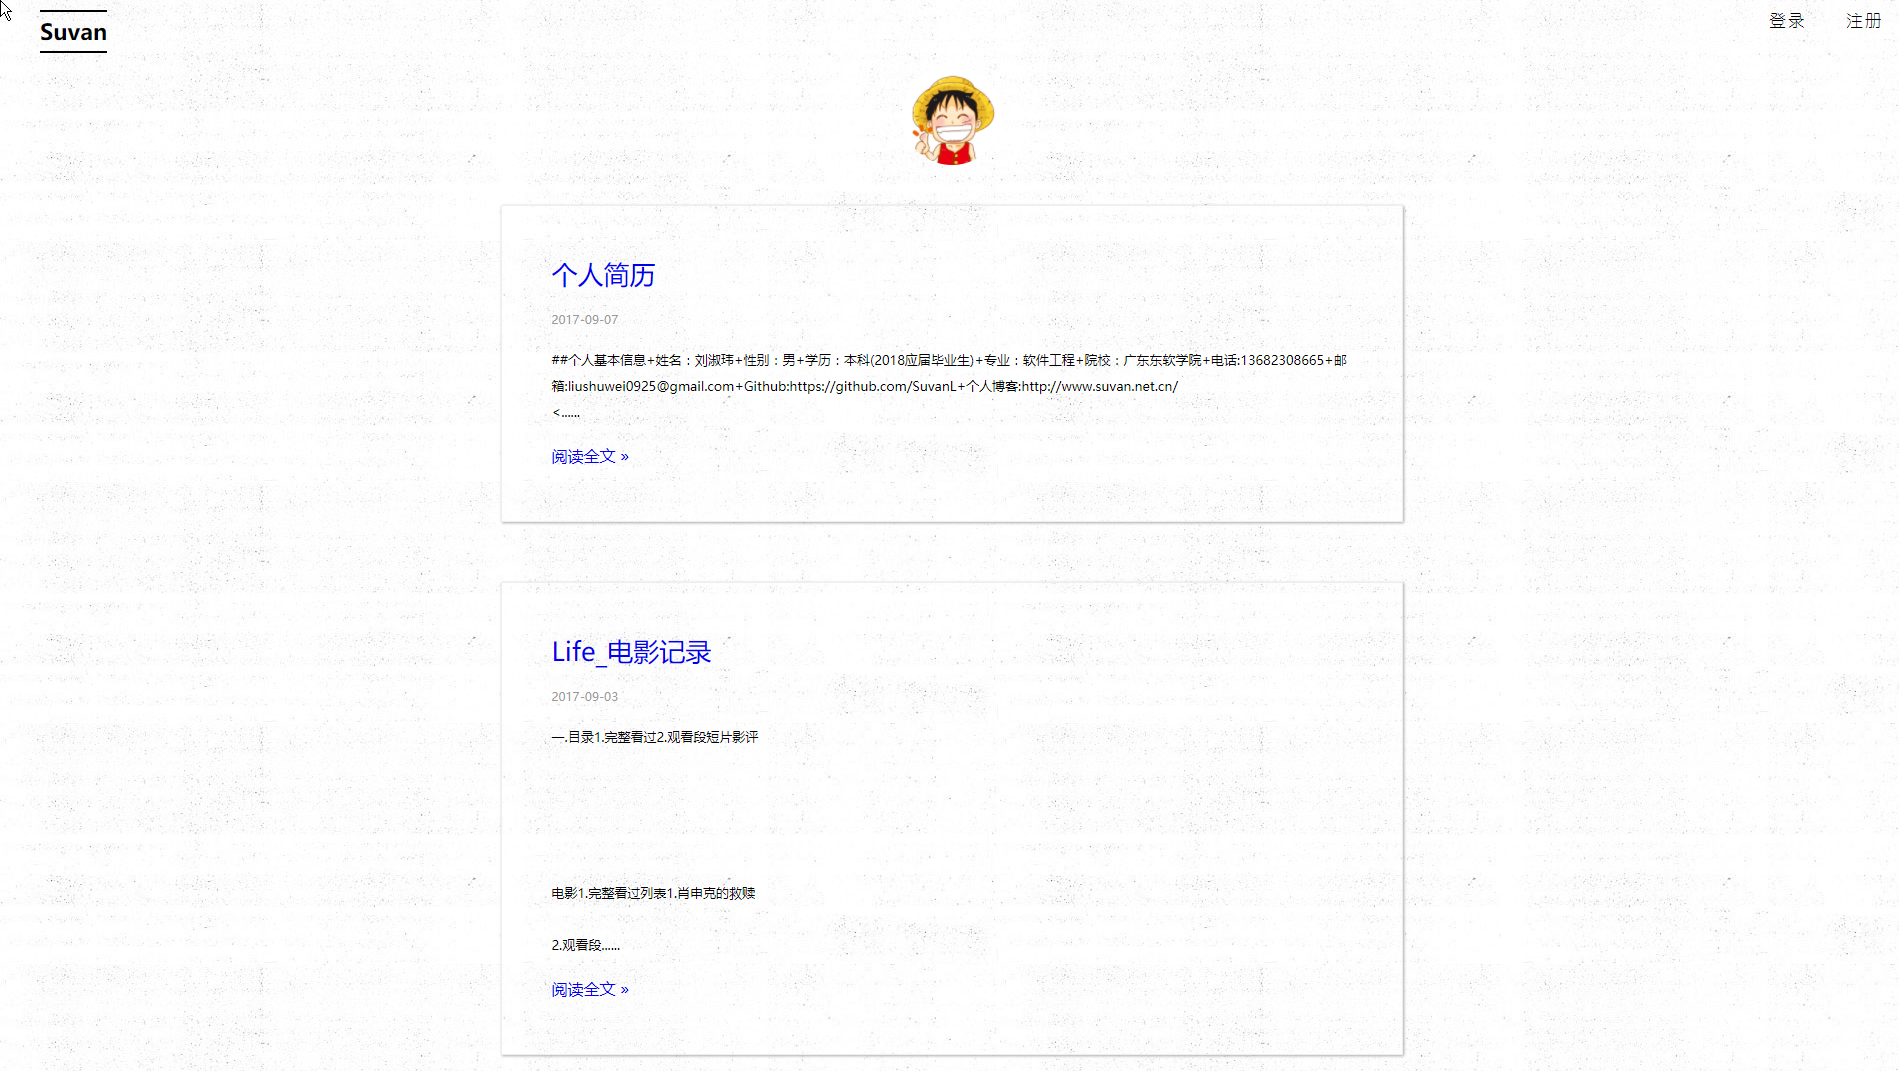 Suvan
登录 注册
个人简历
2017-09-07
##个人基本信息+姓名：刘淑玮+性别：男+学历：本科(2018应届毕业生)+专业：软件工程+院校：广东东软学院+电话:13682308665+邮
箱:liushuwei0925@gmail.com+Github:https://github.com/SuvanL+个人博客:http://www.suvan.net.cn/
<......
阅读全文 »
Life_电影记录
2017-09-03
一.目录1.完整看过2.观看段短片影评
电影1.完整看过列表1.肖申克的救赎
2.观看段......
阅读全文 »